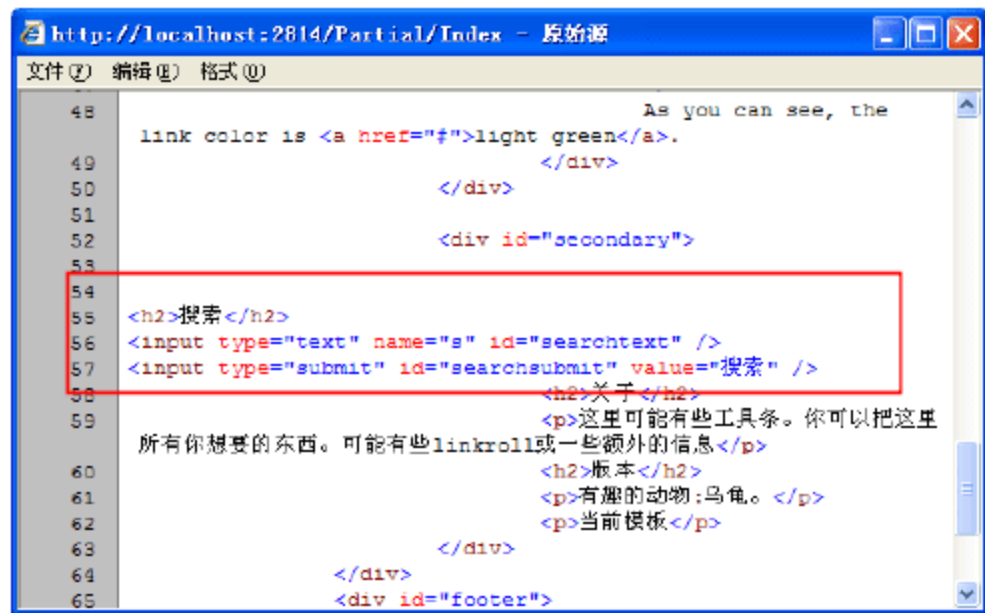 http://localhost:2814/Partial/Index - 原始源
文件(F) 编辑(E) 格式(O)
48 As you can see, the
link color is <a href="#">light green</a>.
49 </div>
50 </div>
51
52 <div id="secondary">
53
54
55 <h2>搜索</h2>
56 <input type="text" name="s" id="searchtext" />
57 <input type="submit" id="searchsubmit" value="搜索" />
58 <h2>关于</h2>
59 <p>这里可能有些工具条。你可以把这里
所有你想要的东西。可能有些linkroll或一些额外的信息</p>
60 <h2>版本</h2>
61 <p>有趣的动物:乌龟。</p>
62 <p>当前模板</p>
63 </div>
64 </div>
65 <div id="footer">